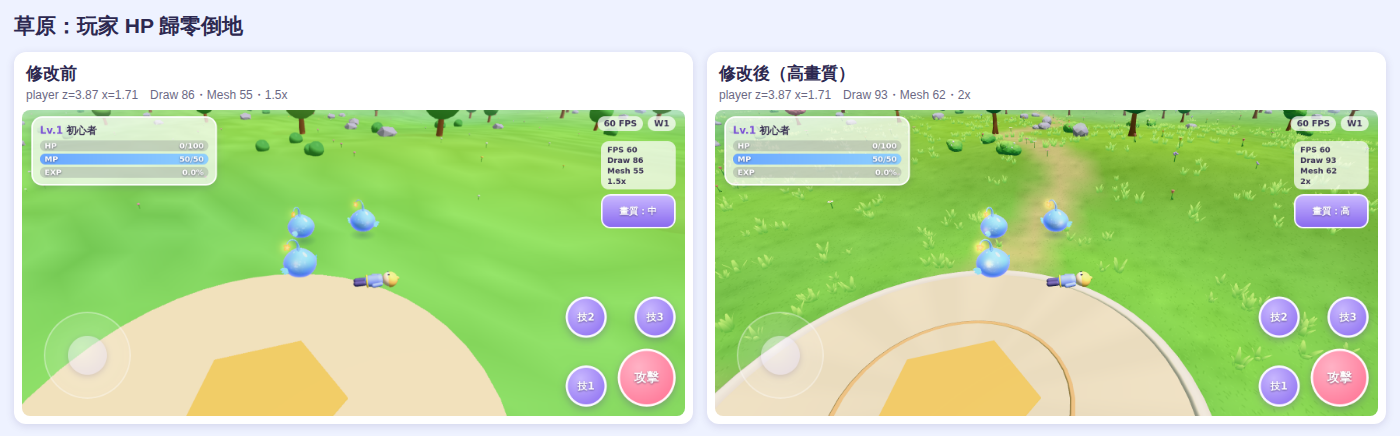 草原：玩家 HP 歸零倒地
修改前
player z=3.87 x=1.71 Draw 86・Mesh 55・1.5x
Lv.1 初心者
HP 0/100
MP 50/50
EXP 0.0%
60 FPS W1
FPS 60
Draw 86
Mesh 55
1.5x
畫質：中
技2 技3
技1 攻擊
修改後（高畫質）
player z=3.87 x=1.71 Draw 93・Mesh 62・2x
Lv.1 初心者
HP 0/100
MP 50/50
EXP 0.0%
60 FPS W1
FPS 60
Draw 93
Mesh 62
2x
畫質：高
技2 技3
技1 攻擊